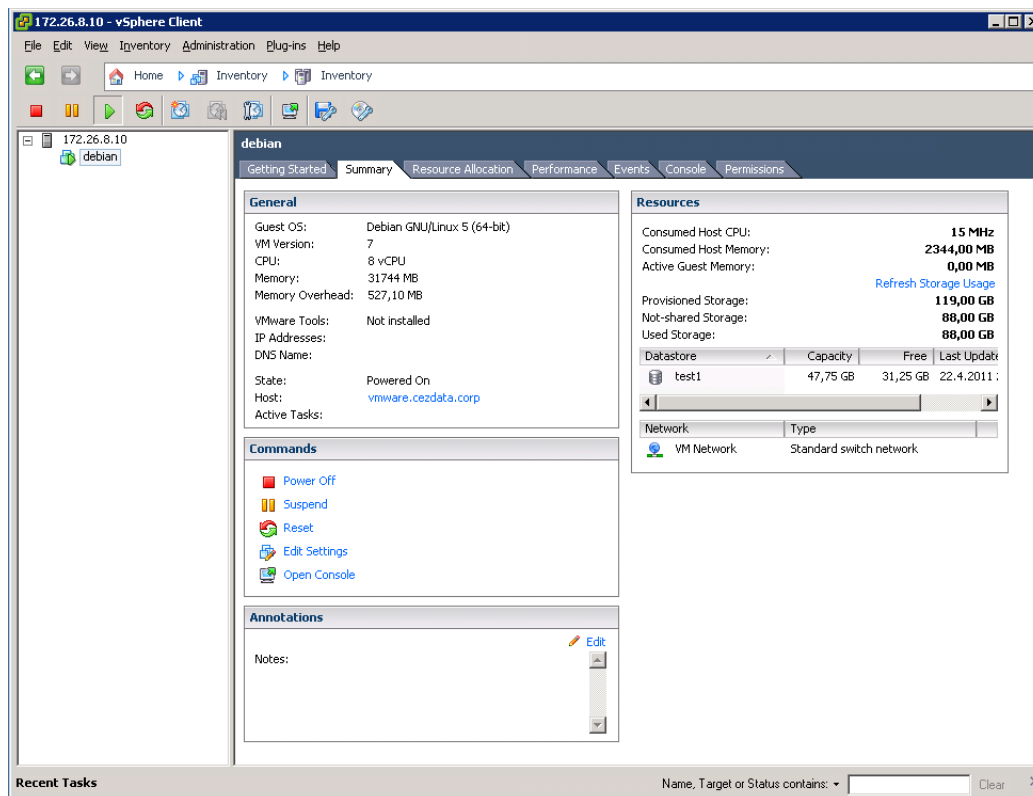 172.26.8.10 - vSphere Client
File Edit View Inventory Administration Plug-ins Help
Home Inventory Inventory
172.26.8.10
debian
debian
Getting Started Summary Resource Allocation Performance Events Console Permissions
General
Guest OS: Debian GNU/Linux 5 (64-bit)
VM Version: 7
CPU: 8 vCPU
Memory: 31744 MB
Memory Overhead: 527,10 MB
VMware Tools: Not installed
IP Addresses:
DNS Name:
State: Powered On
Host: vmware.cezdata.corp
Active Tasks:
Commands
Power Off
Suspend
Reset
Edit Settings
Open Console
Annotations
Edit
Notes:
Resources
Consumed Host CPU: 15 MHz
Consumed Host Memory: 2344,00 MB
Active Guest Memory: 0,00 MB
Refresh Storage Usage
Provisioned Storage: 119,00 GB
Not-shared Storage: 88,00 GB
Used Storage: 88,00 GB
Datastore Capacity Free Last Update
test1 47,75 GB 31,25 GB 22.4.2011
Network Type
VM Network Standard switch network
Recent Tasks
Name, Target or Status contains: Clear